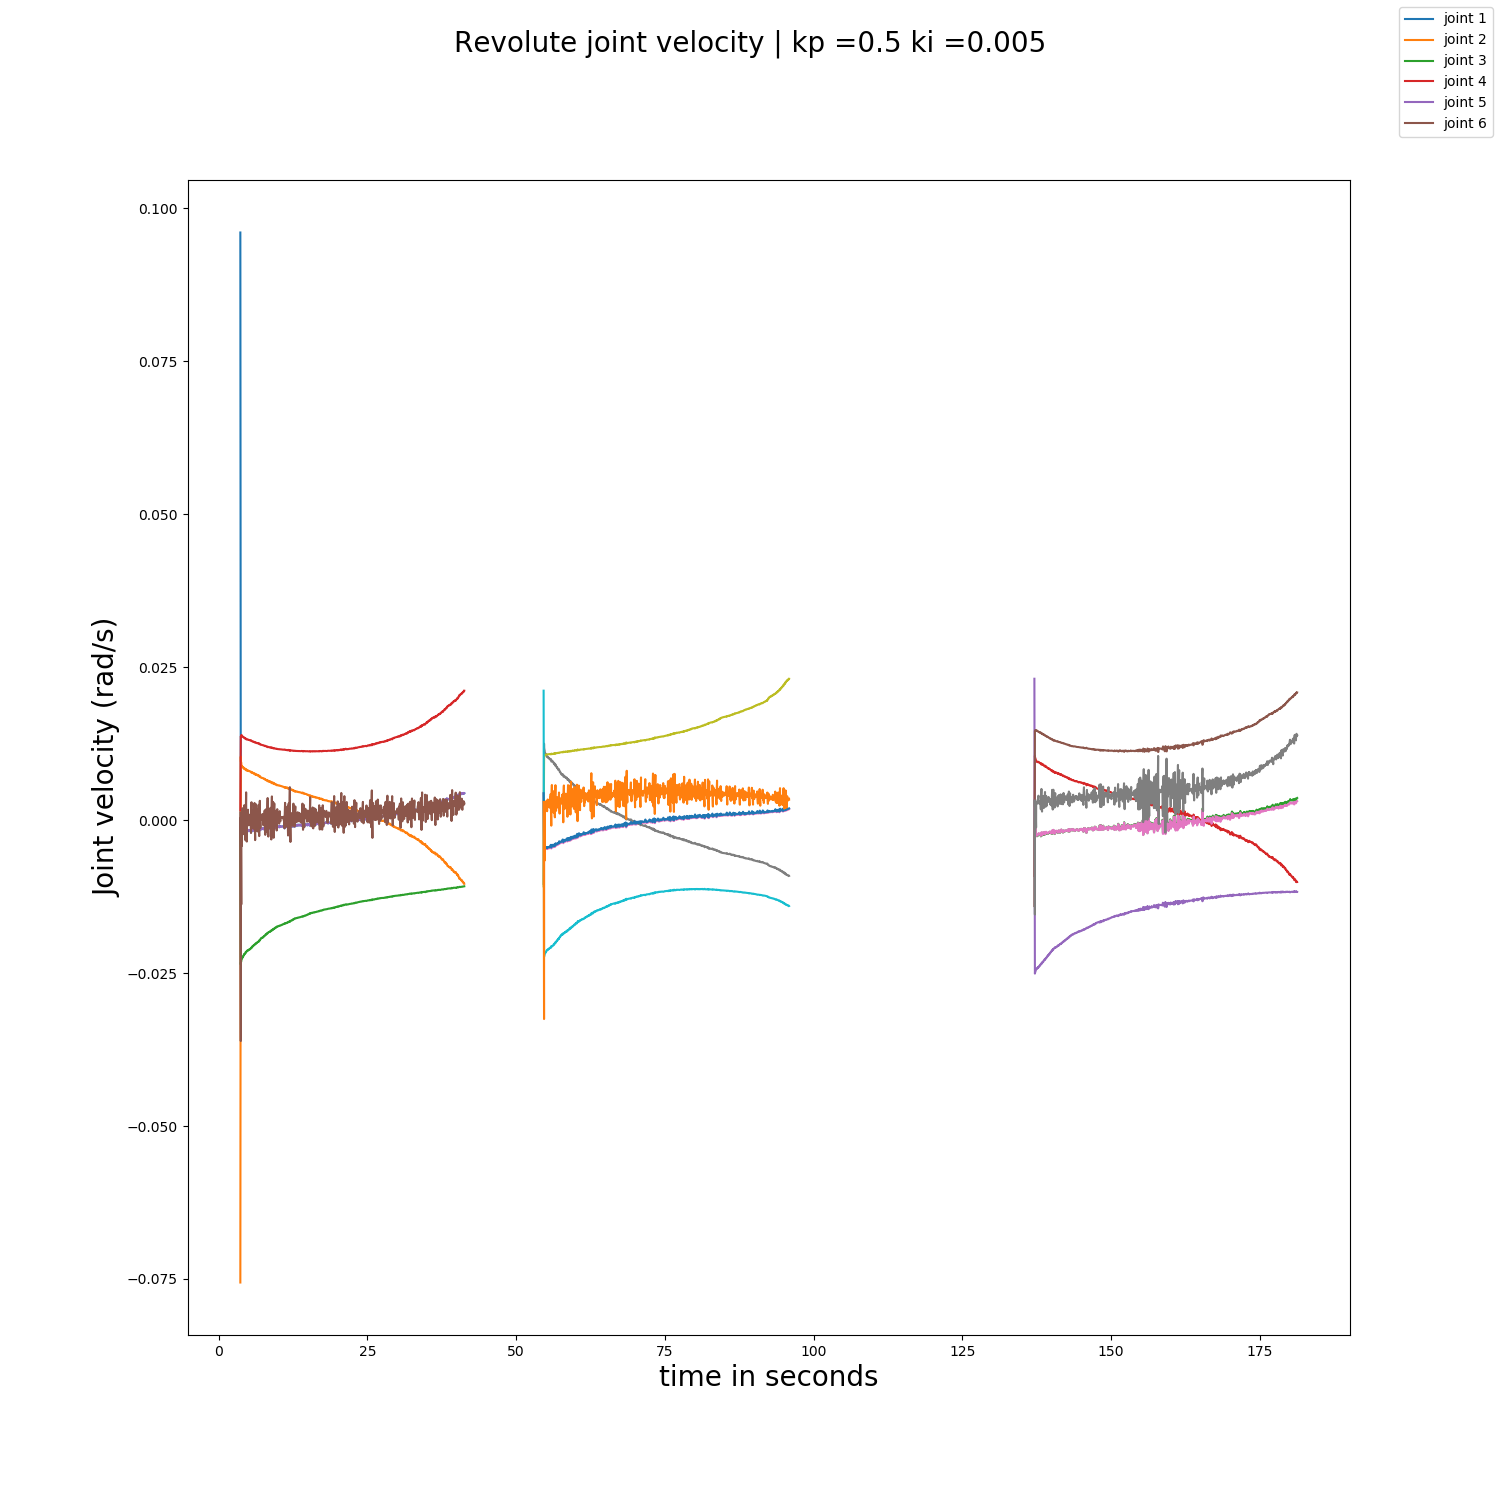 Revolute joint velocity | kp =0.5 ki =0.005
joint 1
joint 2
joint 3
joint 4
joint 5
joint 6
Joint velocity (rad/s)
0.100
0.075
0.050
0.025
0.000
−0.025
−0.050
−0.075
0
25
50
75
100
125
150
175
time in seconds